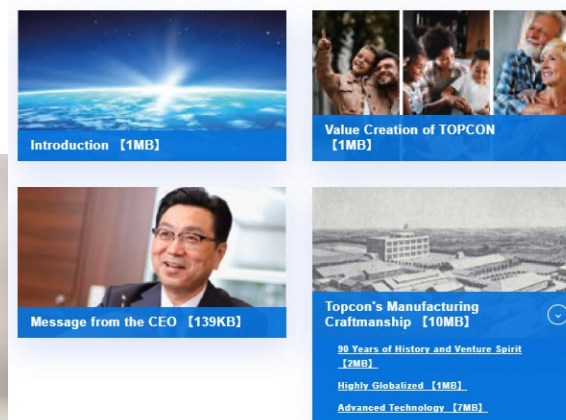 Introduction 【1MB】
Value Creation of TOPCON
【1MB】
Message from the CEO 【139KB】
Topcon's Manufacturing
Craftmanship 【10MB】
90 Years of History and Venture Spirit
【2MB】
Highly Globalized 【1MB】
Advanced Technology 【7MB】